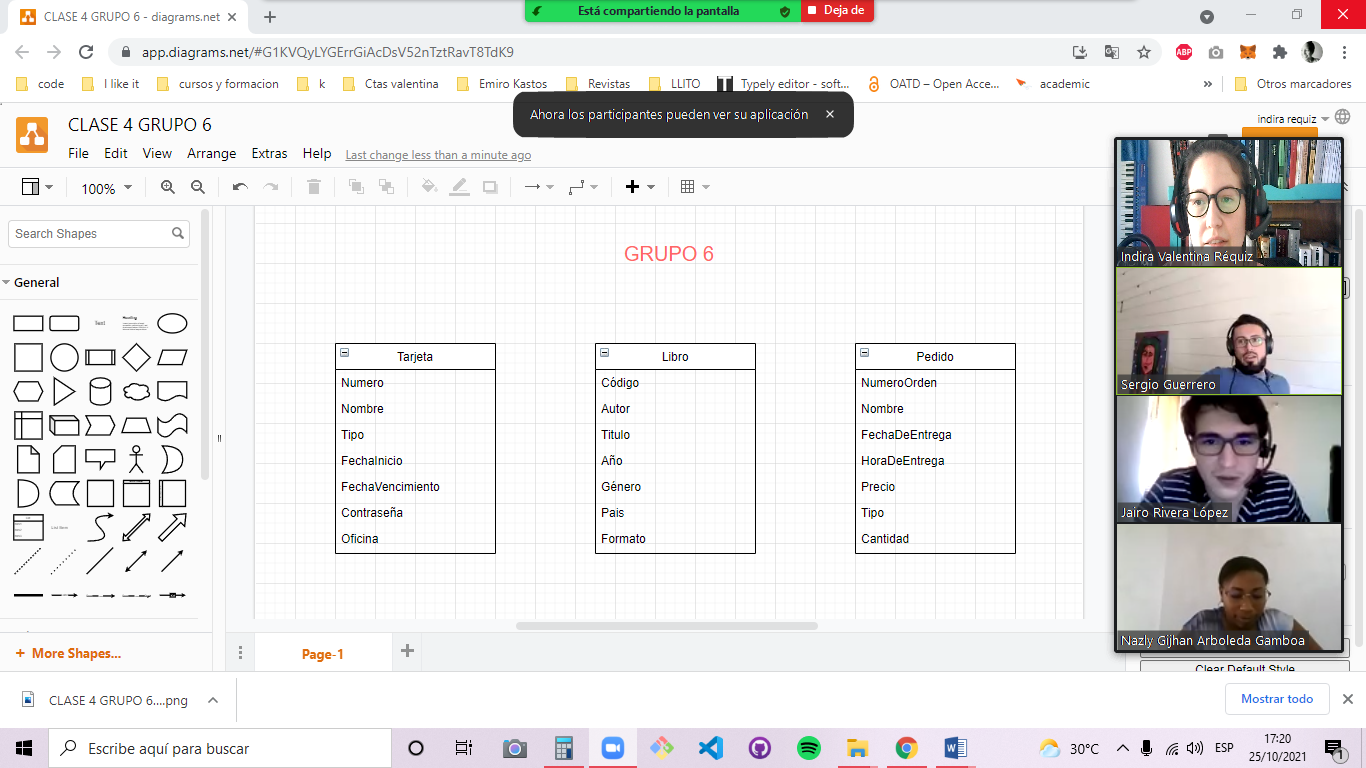 CLASE 4 GRUPO 6 - diagrams.net
Está compartiendo la pantalla
Deja de
app.diagrams.net/#G1KVQyLYGErrGiAcDsV52nTztRavT8TdK9
ABP
code
I like it
cursos y formacion
k
Ctas valentina
Emiro Kastos
Revistas
LLITO
Typely editor - soft...
OATD – Open Acce...
academic
»
Otros marcadores
Ahora los participantes pueden ver su aplicación
CLASE 4 GRUPO 6
indira requiz
File Edit View Arrange Extras Help Last change less than a minute ago
100%
Search Shapes
General
Text
Heading
List Item
GRUPO 6
Tarjeta
Numero
Nombre
Tipo
FechaInicio
FechaVencimiento
Contraseña
Oficina
Libro
Código
Autor
Titulo
Año
Género
Pais
Formato
Pedido
NumeroOrden
Nombre
FechaDeEntrega
HoraDeEntrega
Precio
Tipo
Cantidad
Indira Valentina Réquiz
Sergio Guerrero
Jairo Rivera López
Nazly Gijhan Arboleda Gamboa
+ More Shapes...
Page-1
Clear Default Style
CLASE 4 GRUPO 6....png
Mostrar todo
Escribe aquí para buscar
30°C
ESP
17:20
25/10/2021
1